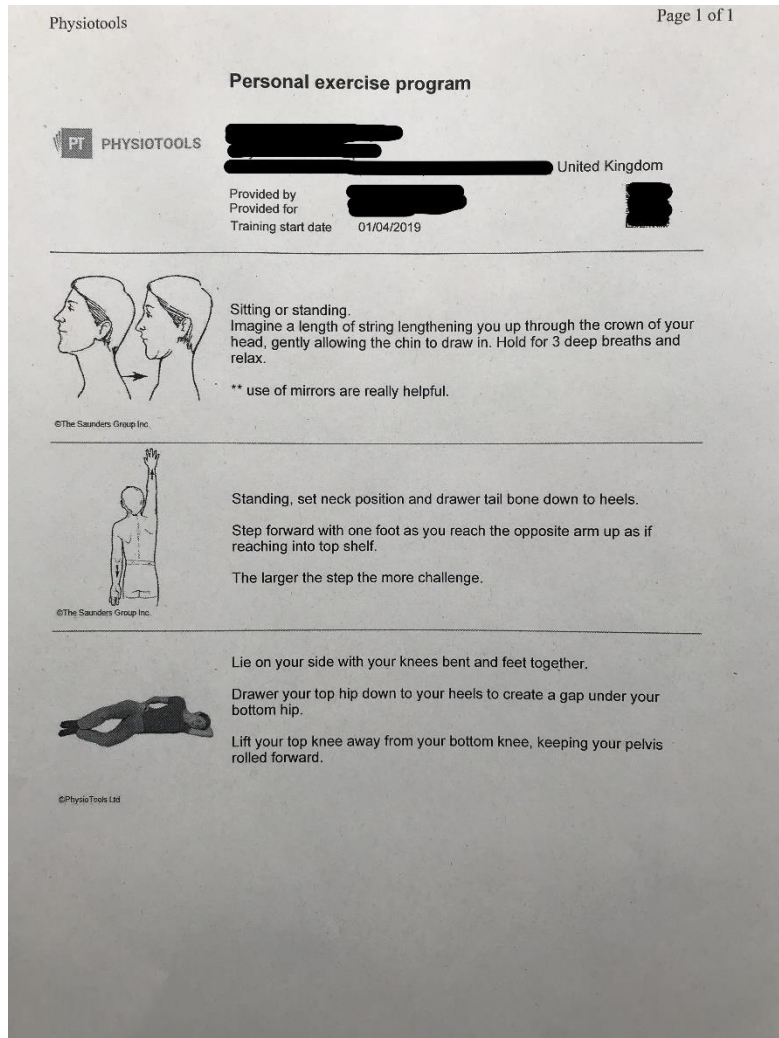 Physiotools
Page 1 of 1
Personal exercise program
PT PHYSIOTOOLS
United Kingdom
Provided by
Provided for
Training start date 01/04/2019
Sitting or standing.
Imagine a length of string lengthening you up through the crown of your
head, gently allowing the chin to draw in. Hold for 3 deep breaths and
relax.
** use of mirrors are really helpful.
©The Saunders Group Inc.
Standing, set neck position and drawer tail bone down to heels.
Step forward with one foot as you reach the opposite arm up as if
reaching into top shelf.
The larger the step the more challenge.
©The Saunders Group Inc.
Lie on your side with your knees bent and feet together.
Drawer your top hip down to your heels to create a gap under your
bottom hip.
Lift your top knee away from your bottom knee, keeping your pelvis
rolled forward.
©PhysioTools Ltd